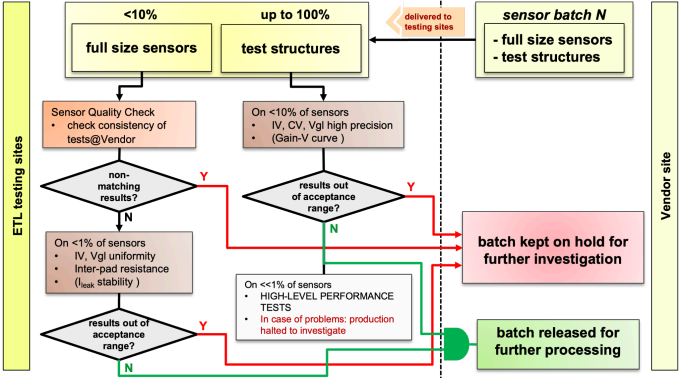 <10%
up to 100%
full size sensors
test structures
delivered to
testing sites
sensor batch N
- full size sensors
- test structures
ETL testing sites
Vendor site
Sensor Quality Check
• check consistency of
tests@Vendor
On <10% of sensors
• IV, CV, Vgl high precision
• (Gain-V curve )
non-
matching
results?
Y
N
results out
of acceptance
range?
Y
N
On <1% of sensors
• IV, Vgl uniformity
• Inter-pad resistance
• (Ileak stability )
On <<1% of sensors
• HIGH-LEVEL PERFORMANCE
TESTS
• In case of problems: production
halted to investigate
batch kept on hold for
further investigation
results out of
acceptance
range?
Y
N
batch released for
further processing